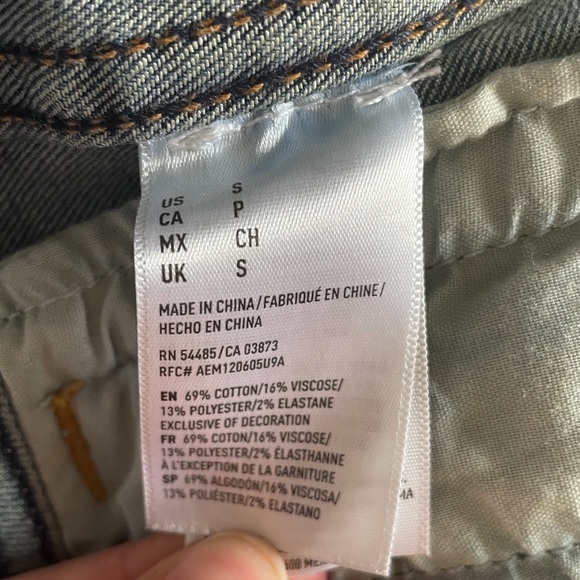 US S
CA P
MX CH
UK S
MADE IN CHINA/FABRIQUÉ EN CHINE/
HECHO EN CHINA
RN 54485/CA 03873
RFC# AEM120605U9A
EN 69% COTTON/16% VISCOSE/
13% POLYESTER/2% ELASTANE
EXCLUSIVE OF DECORATION
FR 69% COTON/16% VISCOSE/
13% POLYESTER/2% ÉLASTHANNE
À L'EXCEPTION DE LA GARNITURE
SP 69% ALGODÓN/16% VISCOSA/
13% POLIÉSTER/2% ELASTANO